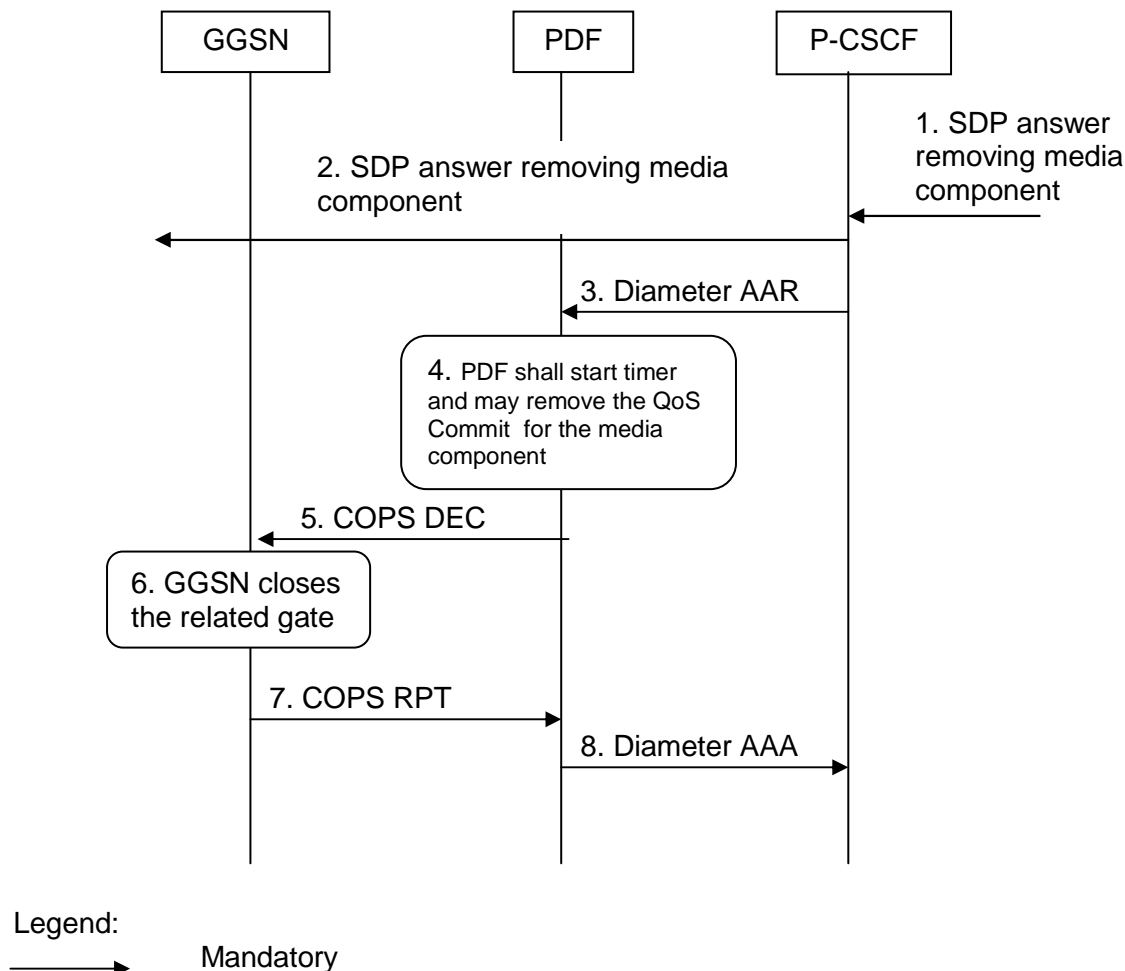 GGSN
PDF
P-CSCF
1. SDP answer
removing media
component
2. SDP answer removing media
component
3. Diameter AAR
4. PDF shall start timer
and may remove the QoS
Commit for the media
component
5. COPS DEC
6. GGSN closes
the related gate
7. COPS RPT
8. Diameter AAA
Legend:
Mandatory